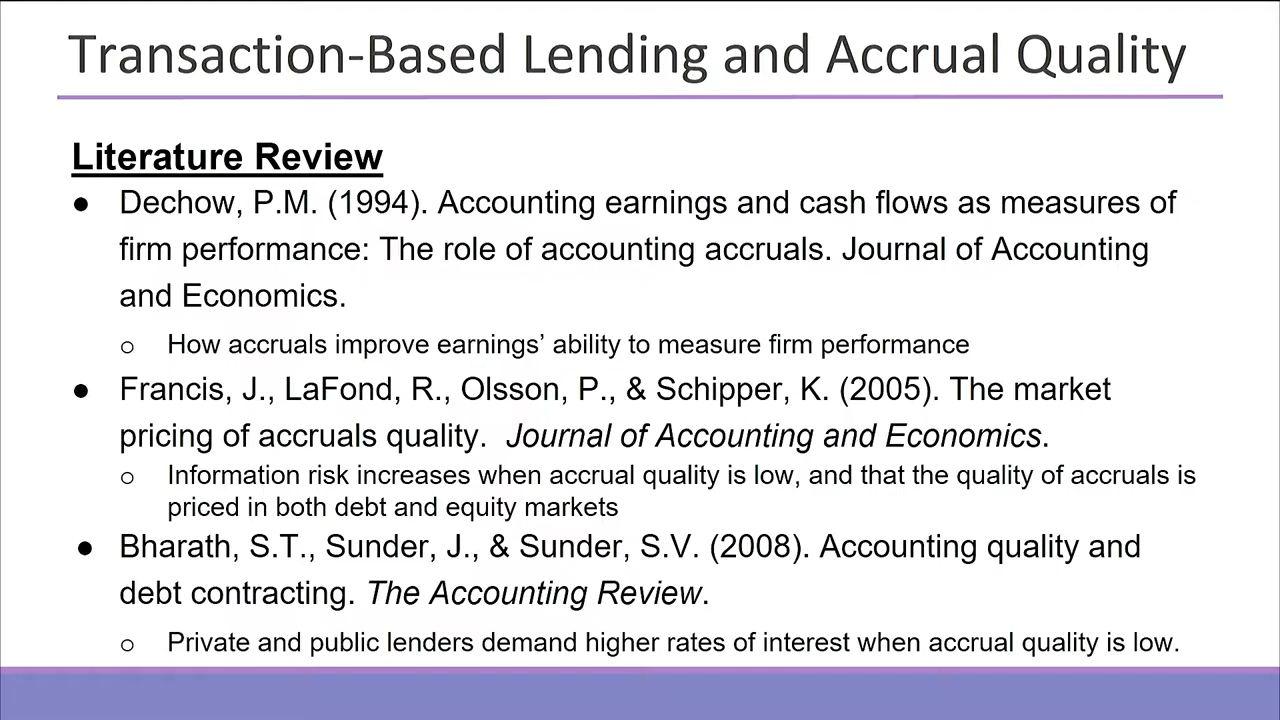 Transaction-Based Lending and Accrual Quality
Literature Review
● Dechow, P.M. (1994). Accounting earnings and cash flows as measures of
firm performance: The role of accounting accruals. Journal of Accounting
and Economics.
o How accruals improve earnings’ ability to measure firm performance
● Francis, J., LaFond, R., Olsson, P., & Schipper, K. (2005). The market
pricing of accruals quality. Journal of Accounting and Economics.
o Information risk increases when accrual quality is low, and that the quality of accruals is
priced in both debt and equity markets
● Bharath, S.T., Sunder, J., & Sunder, S.V. (2008). Accounting quality and
debt contracting. The Accounting Review.
o Private and public lenders demand higher rates of interest when accrual quality is low.